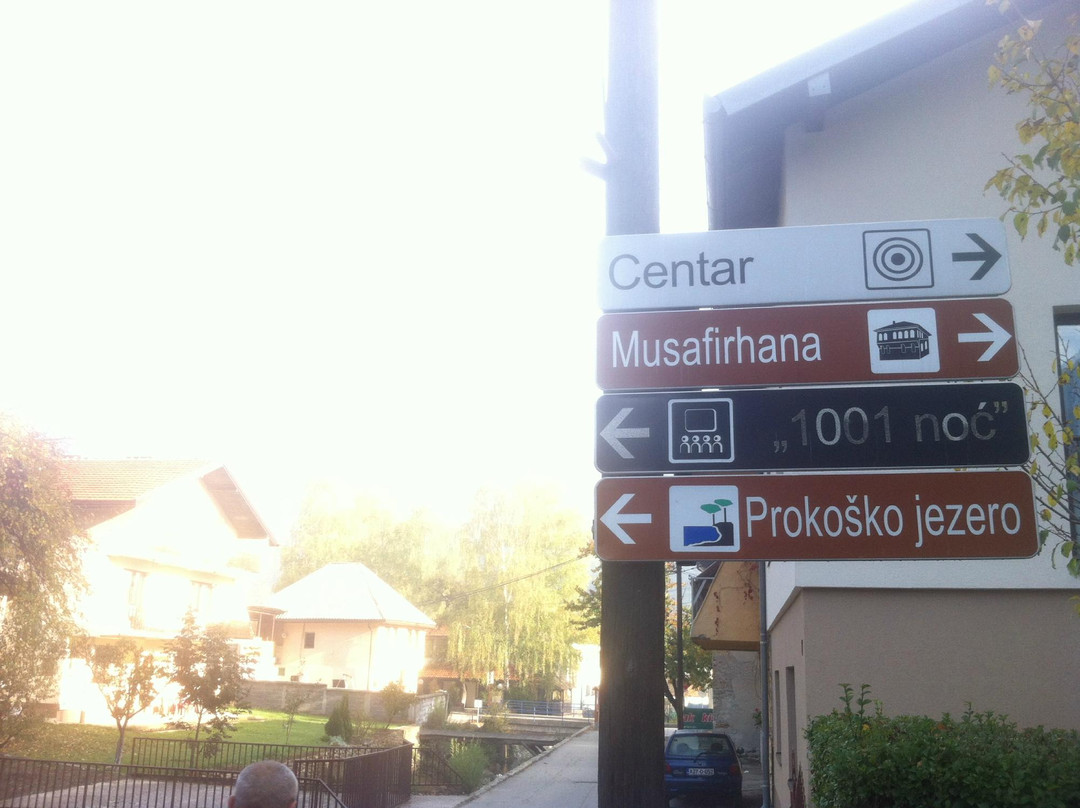 Centar
Musafirhana
„1001 noć”
Prokoško jezero